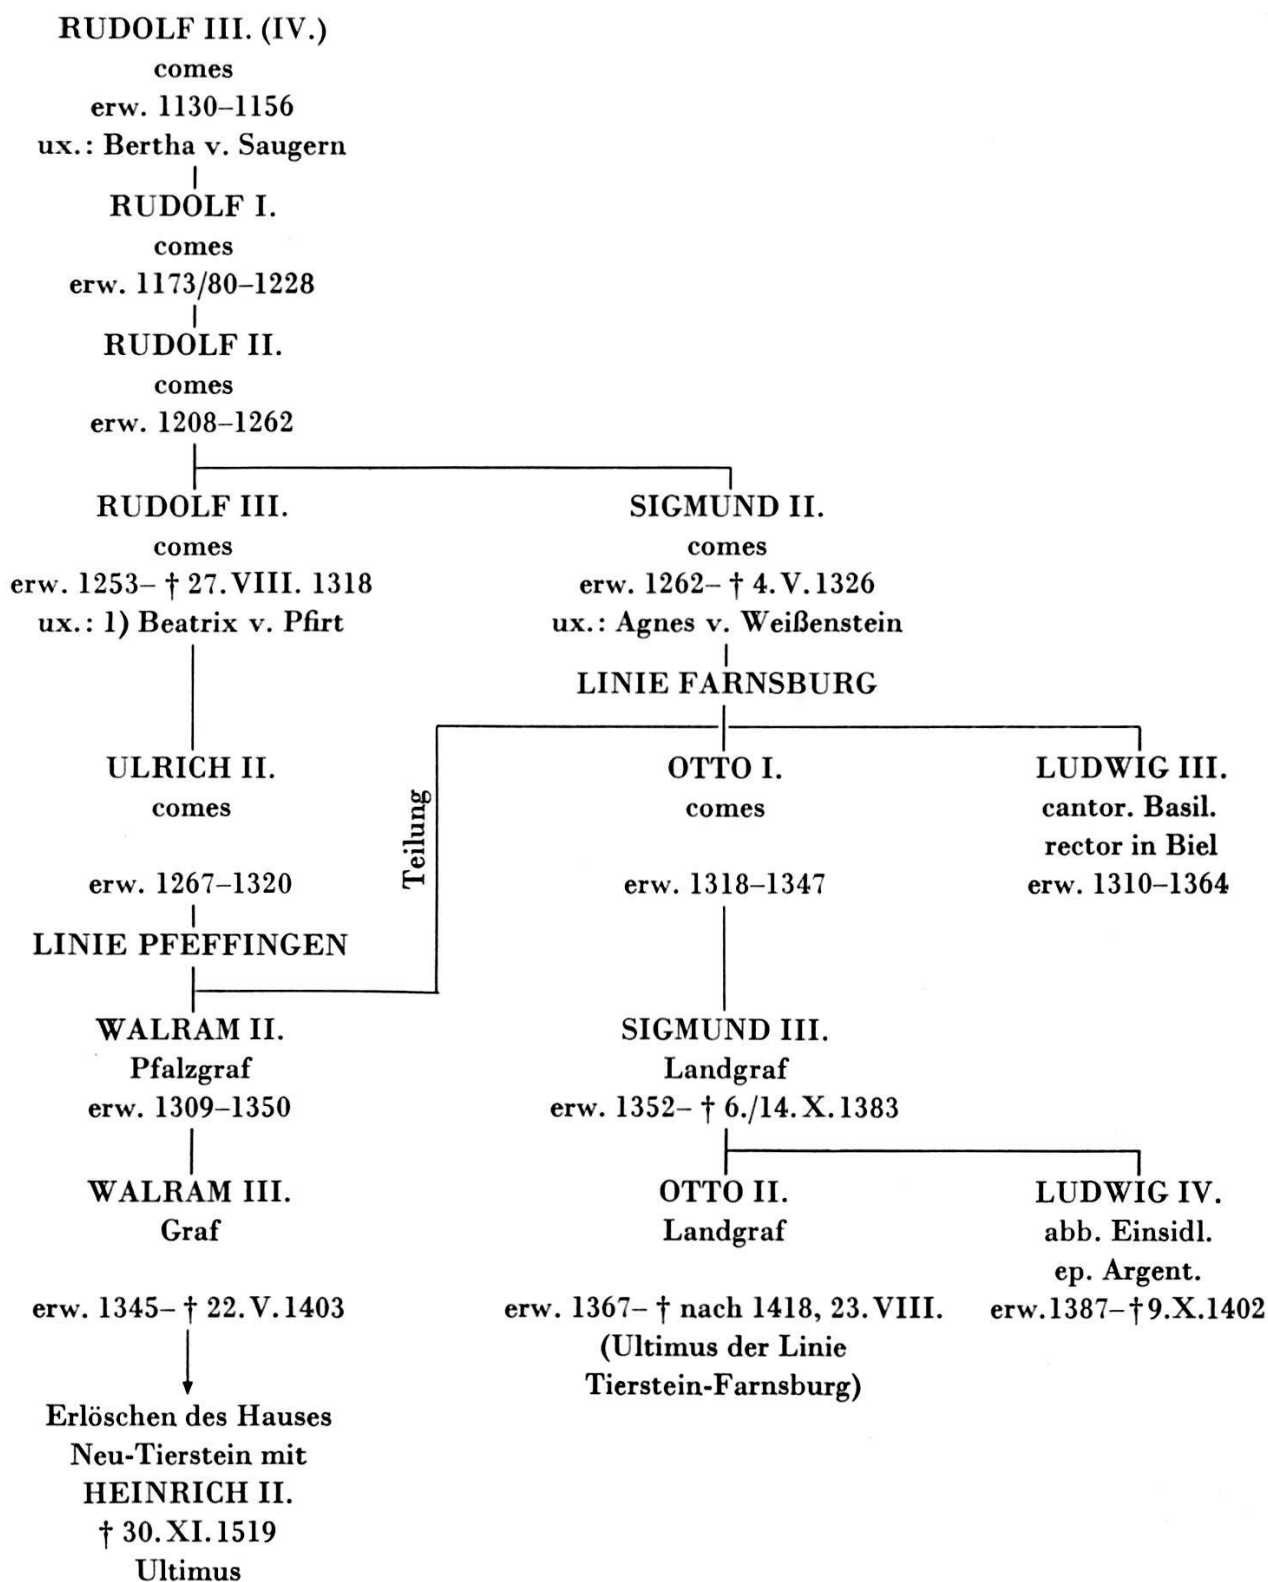 RUDOLF III. (IV.)
comes
erw. 1130–1156
ux.: Bertha v. Saugern
RUDOLF I.
comes
erw. 1173/80–1228
RUDOLF II.
comes
erw. 1208–1262
RUDOLF III.
comes
erw. 1253– † 27. VIII. 1318
ux.: 1) Beatrix v. Pfirt
SIGMUND II.
comes
erw. 1262– † 4. V. 1326
ux.: Agnes v. Weißenstein
LINIE FARNSBURG
ULRICH II.
comes
erw. 1267–1320
LINIE PFEFFINGEN
Teilung
OTTO I.
comes
erw. 1318–1347
LUDWIG III.
cantor. Basil.
rector in Biel
erw. 1310–1364
WALRAM II.
Pfalzgraf
erw. 1309–1350
SIGMUND III.
Landgraf
erw. 1352– † 6./14. X. 1383
WALRAM III.
Graf
erw. 1345– † 22. V. 1403
OTTO II.
Landgraf
erw. 1367– † nach 1418, 23. VIII.
(Ultimus der Linie
Tierstein-Farnsburg)
LUDWIG IV.
abb. Einsidl.
ep. Argent.
erw.1387–†9.X.1402
Erlöschen des Hauses
Neu-Tierstein mit
HEINRICH II.
† 30. XI. 1519
Ultimus